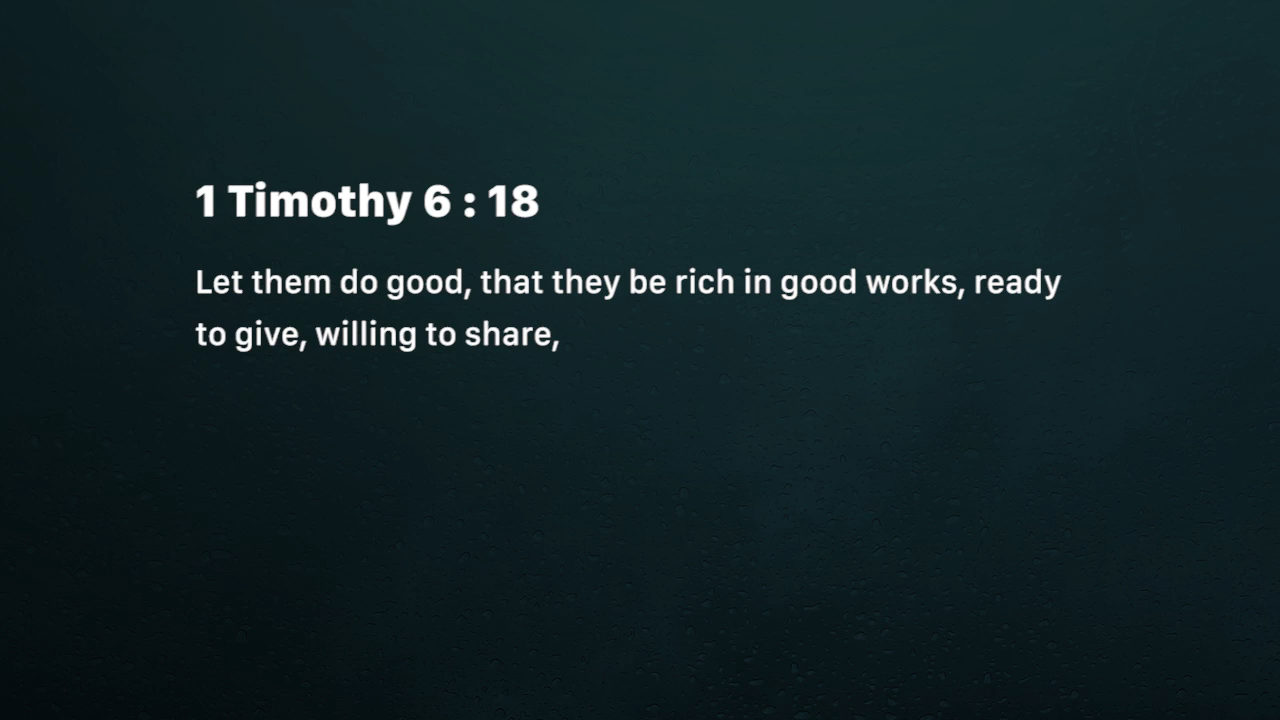 1 Timothy 6 : 18
Let them do good, that they be rich in good works, ready
to give, willing to share,